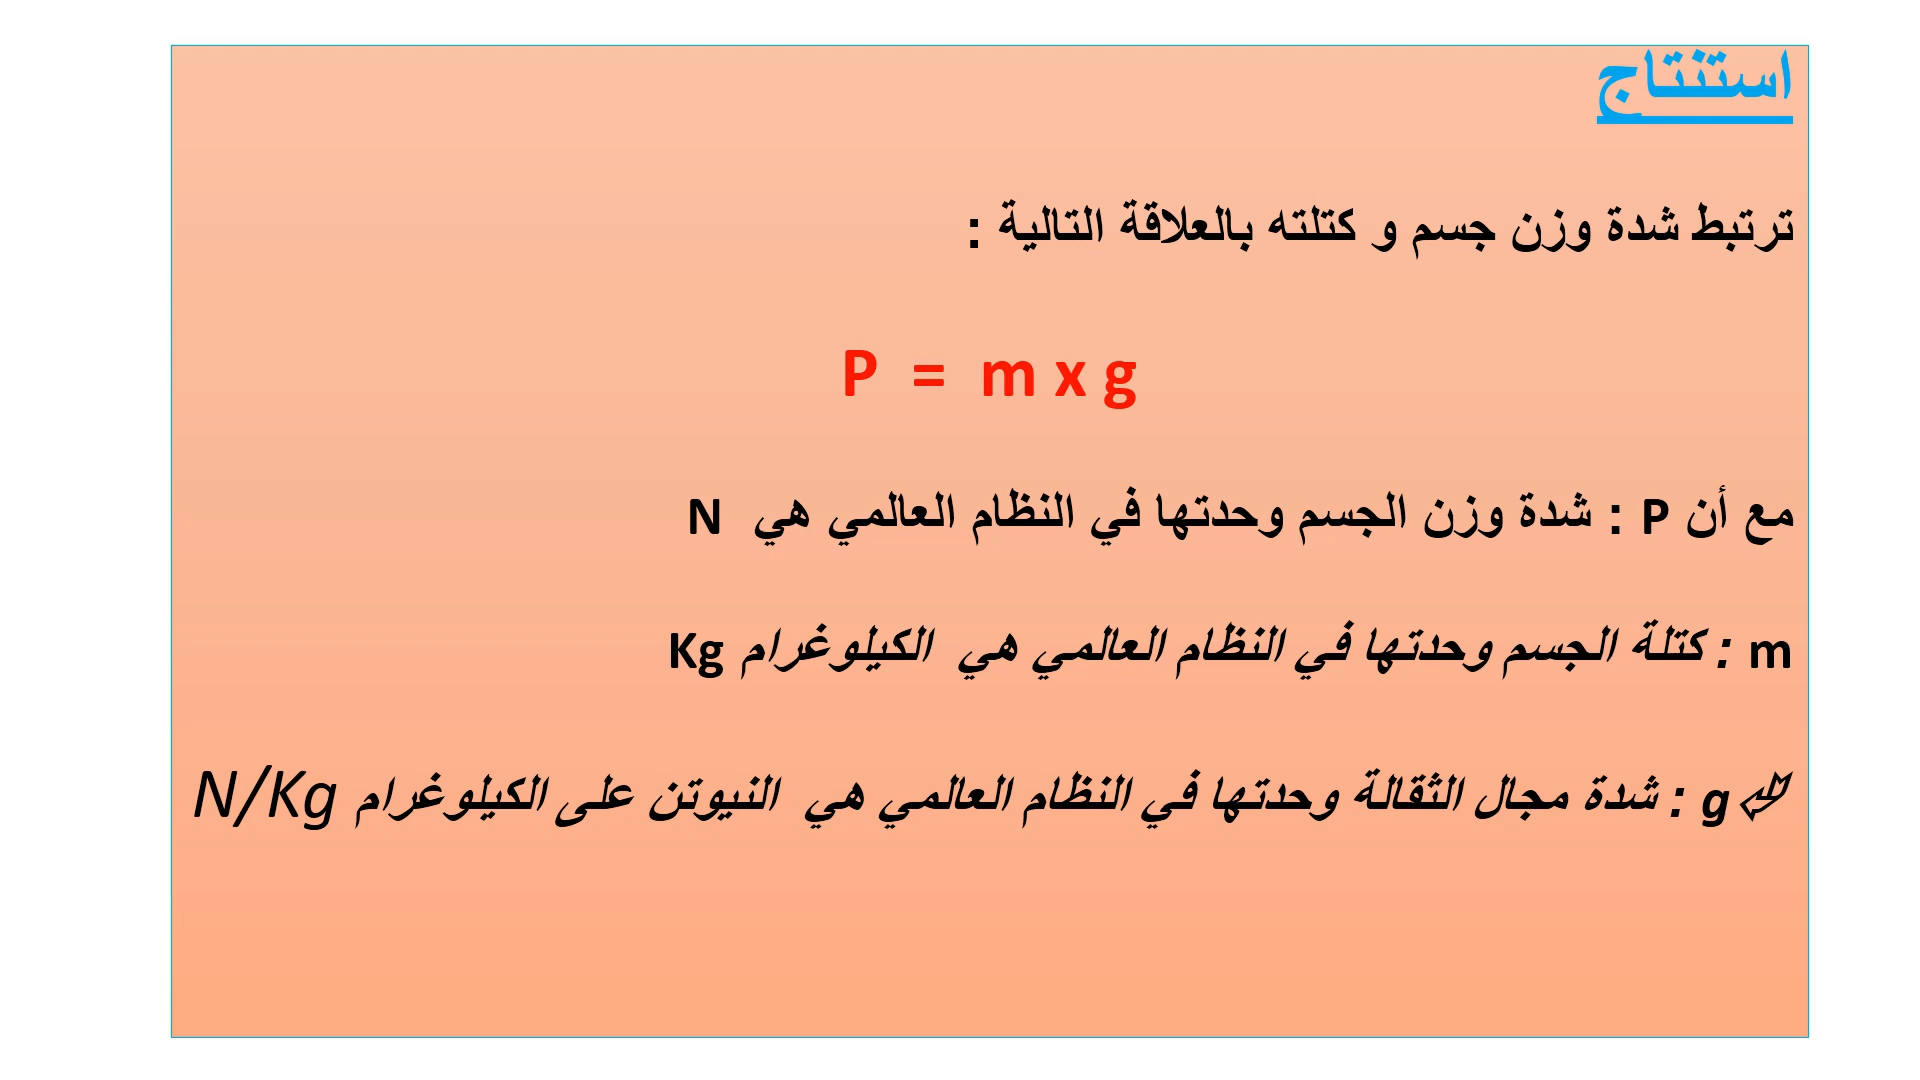 استنتاج
ترتبط شدة وزن جسم و كتلته بالعلاقة التالية :
P = m x g
مع أن P : شدة وزن الجسم وحدتها في النظام العالمي هي N
m : كتلة الجسم وحدتها في النظام العالمي هي الكيلوغرام Kg
g : شدة مجال الثقالة وحدتها في النظام العالمي هي النيوتن على الكيلوغرام N/Kg